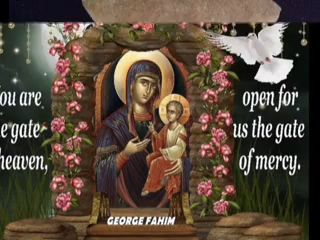 ou are
e gate
heaven,
open for
us the gate
of mercy.
GEORGE FAHIM